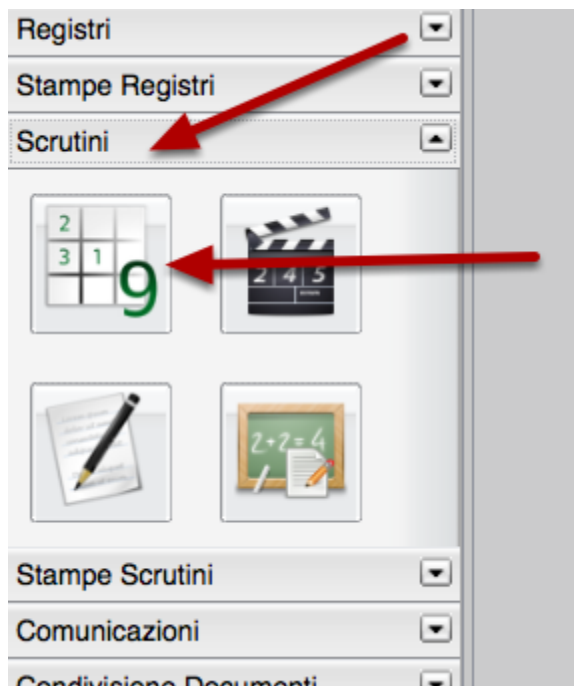 Registri
Stampe Registri
Scrutini
2
3 1
9
2 4 5
2+2=4
Stampe Scrutini
Comunicazioni
Condivisione Documenti